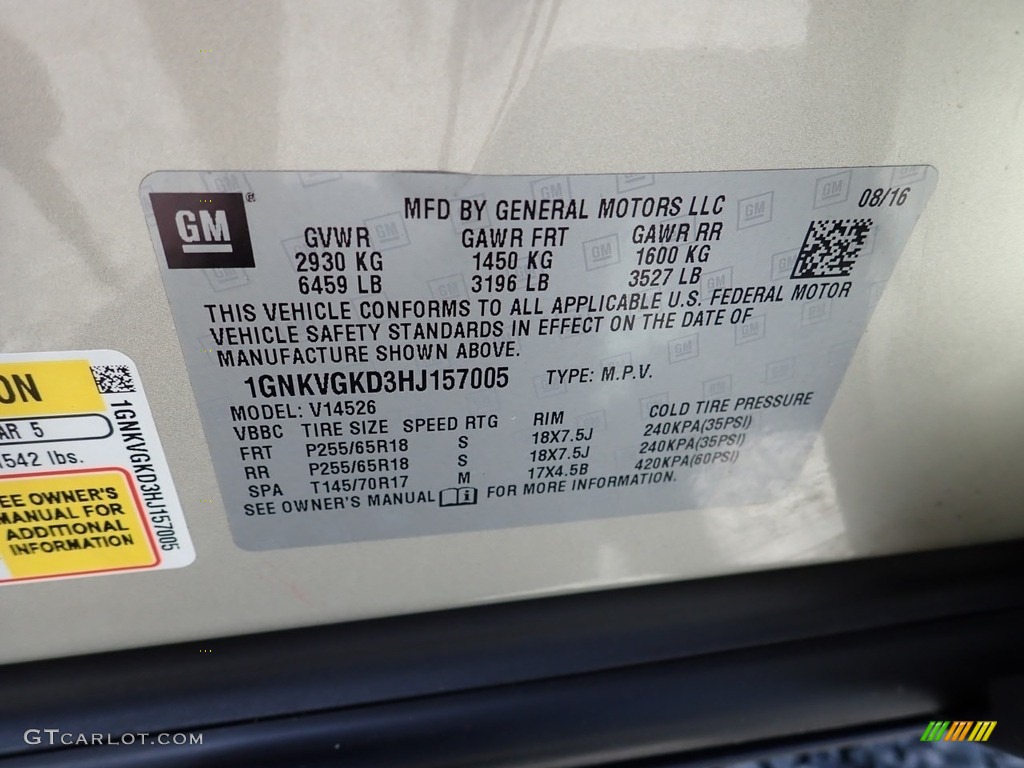 GM ®
MFD BY GENERAL MOTORS LLC 08/16
GVWR GAWR FRT GAWR RR
2930 KG 1450 KG 1600 KG
6459 LB 3196 LB 3527 LB
THIS VEHICLE CONFORMS TO ALL APPLICABLE U.S. FEDERAL MOTOR
VEHICLE SAFETY STANDARDS IN EFFECT ON THE DATE OF
MANUFACTURE SHOWN ABOVE.
1GNKVGKD3HJ157005 TYPE: M.P.V.
MODEL: V14526
VBBC TIRE SIZE SPEED RTG RIM COLD TIRE PRESSURE
FRT P255/65R18 S 18X7.5J 240KPA(35PSI)
RR P255/65R18 S 18X7.5J 240KPA(35PSI)
SPA T145/70R17 M 17X4.5B 420KPA(60PSI)
SEE OWNER'S MANUAL FOR MORE INFORMATION.
ON
AR 5
1542 lbs.
SEE OWNER'S
MANUAL FOR
ADDITIONAL
INFORMATION
1GNKVGKD3HJ157005
GTCARLOT.COM